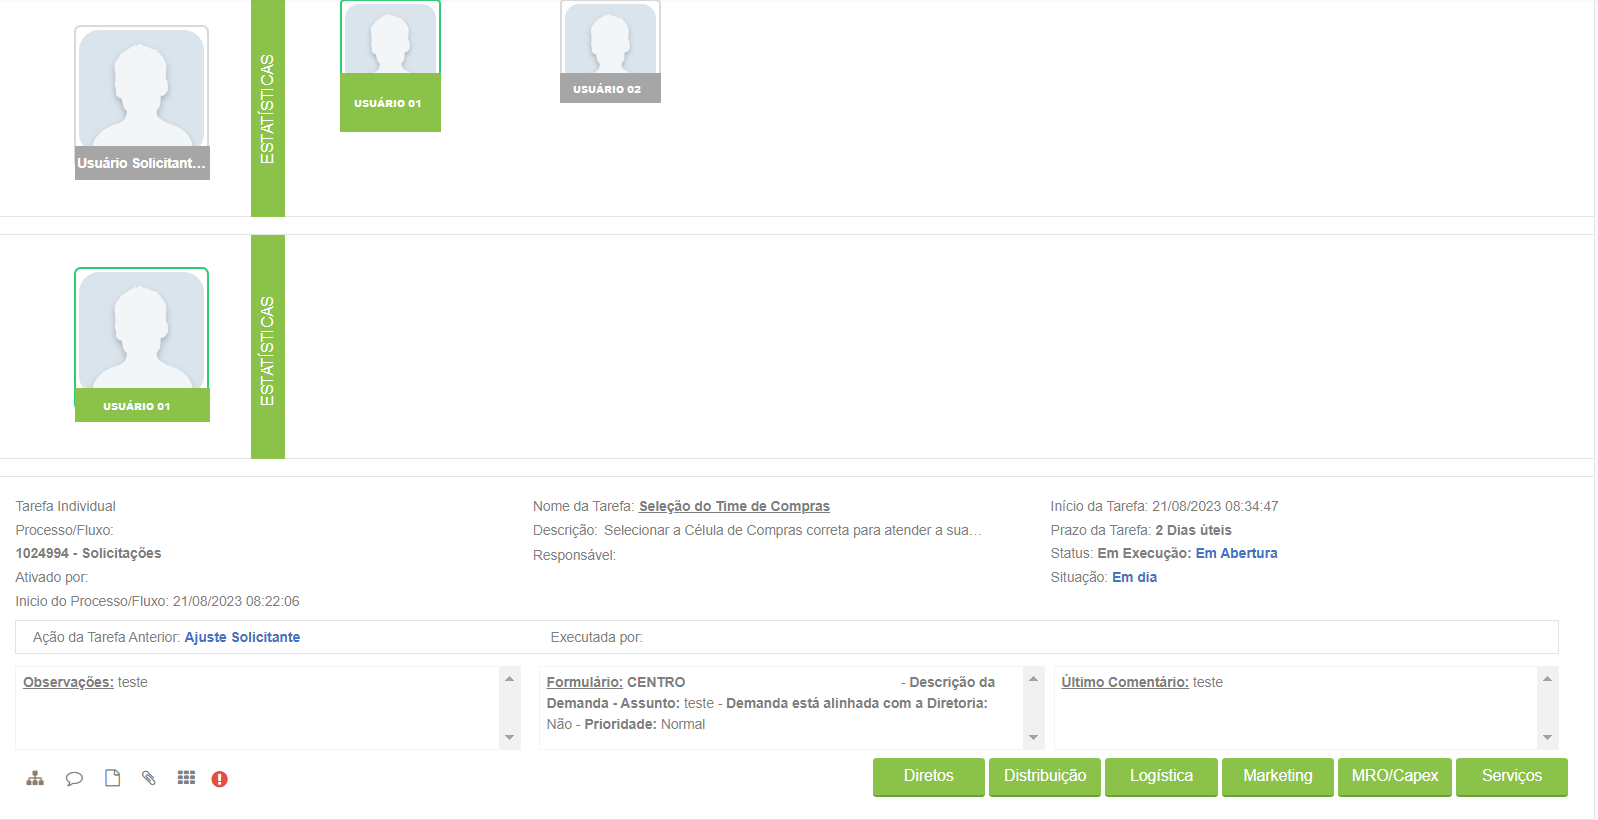 Usuário Solicitant...
ESTATÍSTICAS
USUÁRIO 01
USUÁRIO 02
USUÁRIO 01
ESTATÍSTICAS
Tarefa Individual
Processo/Fluxo:
1024994 - Solicitações
Ativado por:
Inicio do Processo/Fluxo: 21/08/2023 08:22:06
Nome da Tarefa: Seleção do Time de Compras
Descrição: Selecionar a Célula de Compras correta para atender a sua...
Responsável:
Início da Tarefa: 21/08/2023 08:34:47
Prazo da Tarefa: 2 Dias úteis
Status: Em Execução: Em Abertura
Situação: Em dia
Ação da Tarefa Anterior: Ajuste Solicitante
Executada por:
Observações: teste
Formulário: CENTRO - Descrição da
Demanda - Assunto: teste - Demanda está alinhada com a Diretoria:
Não - Prioridade: Normal
Último Comentário: teste
Diretos
Distribuição
Logística
Marketing
MRO/Capex
Serviços